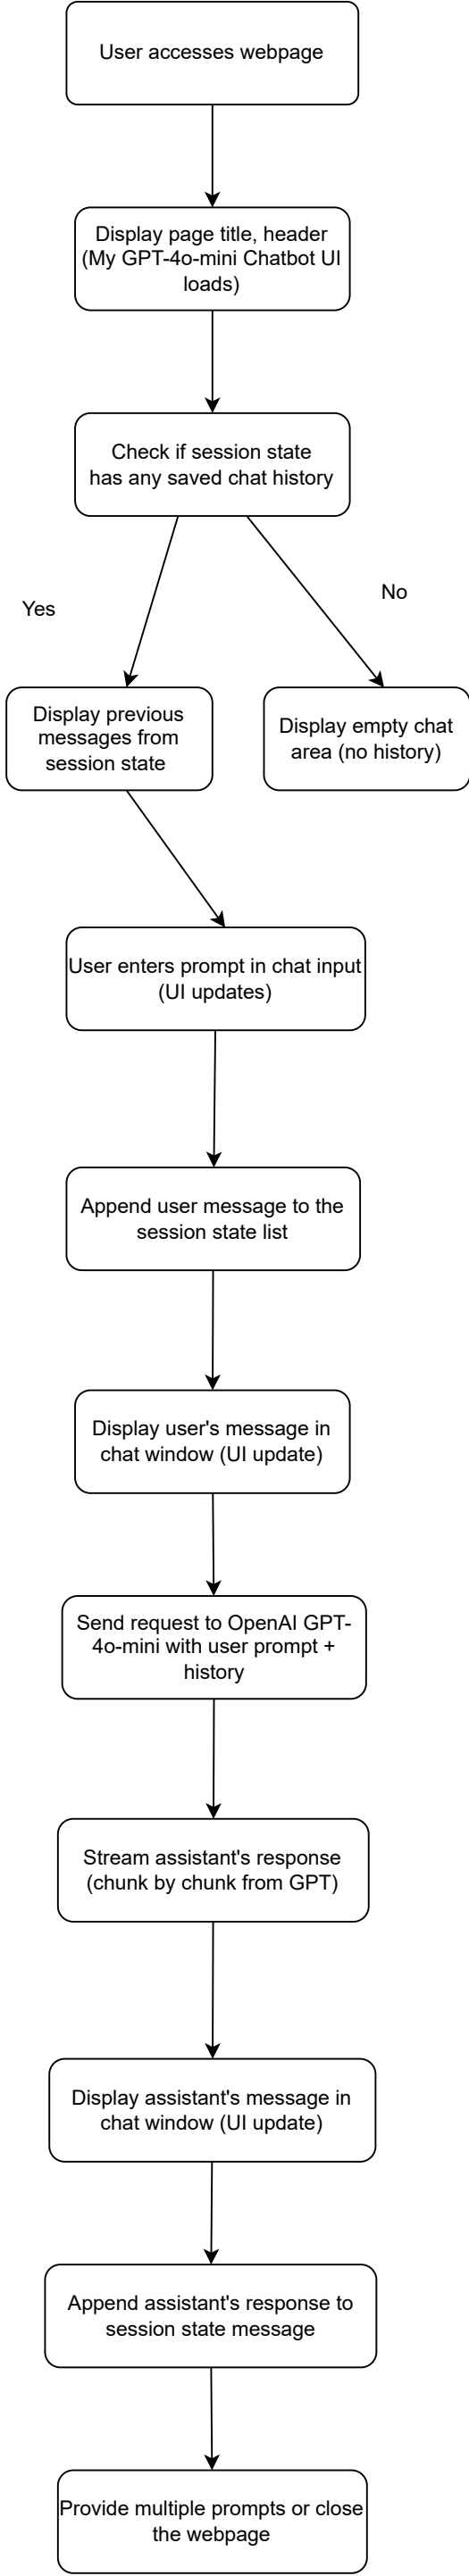 User accesses webpage
Display page title, header
(My GPT-4o-mini Chatbot UI
loads)
Check if session state
has any saved chat history
Yes
No
Display previous
messages from
session state
Display empty chat
area (no history)
User enters prompt in chat input
(UI updates)
Append user message to the
session state list
Display user's message in
chat window (UI update)
Send request to OpenAI GPT-
4o-mini with user prompt +
history
Stream assistant's response
(chunk by chunk from GPT)
Display assistant's message in
chat window (UI update)
Append assistant's response to
session state message
Provide multiple prompts or close
the webpage